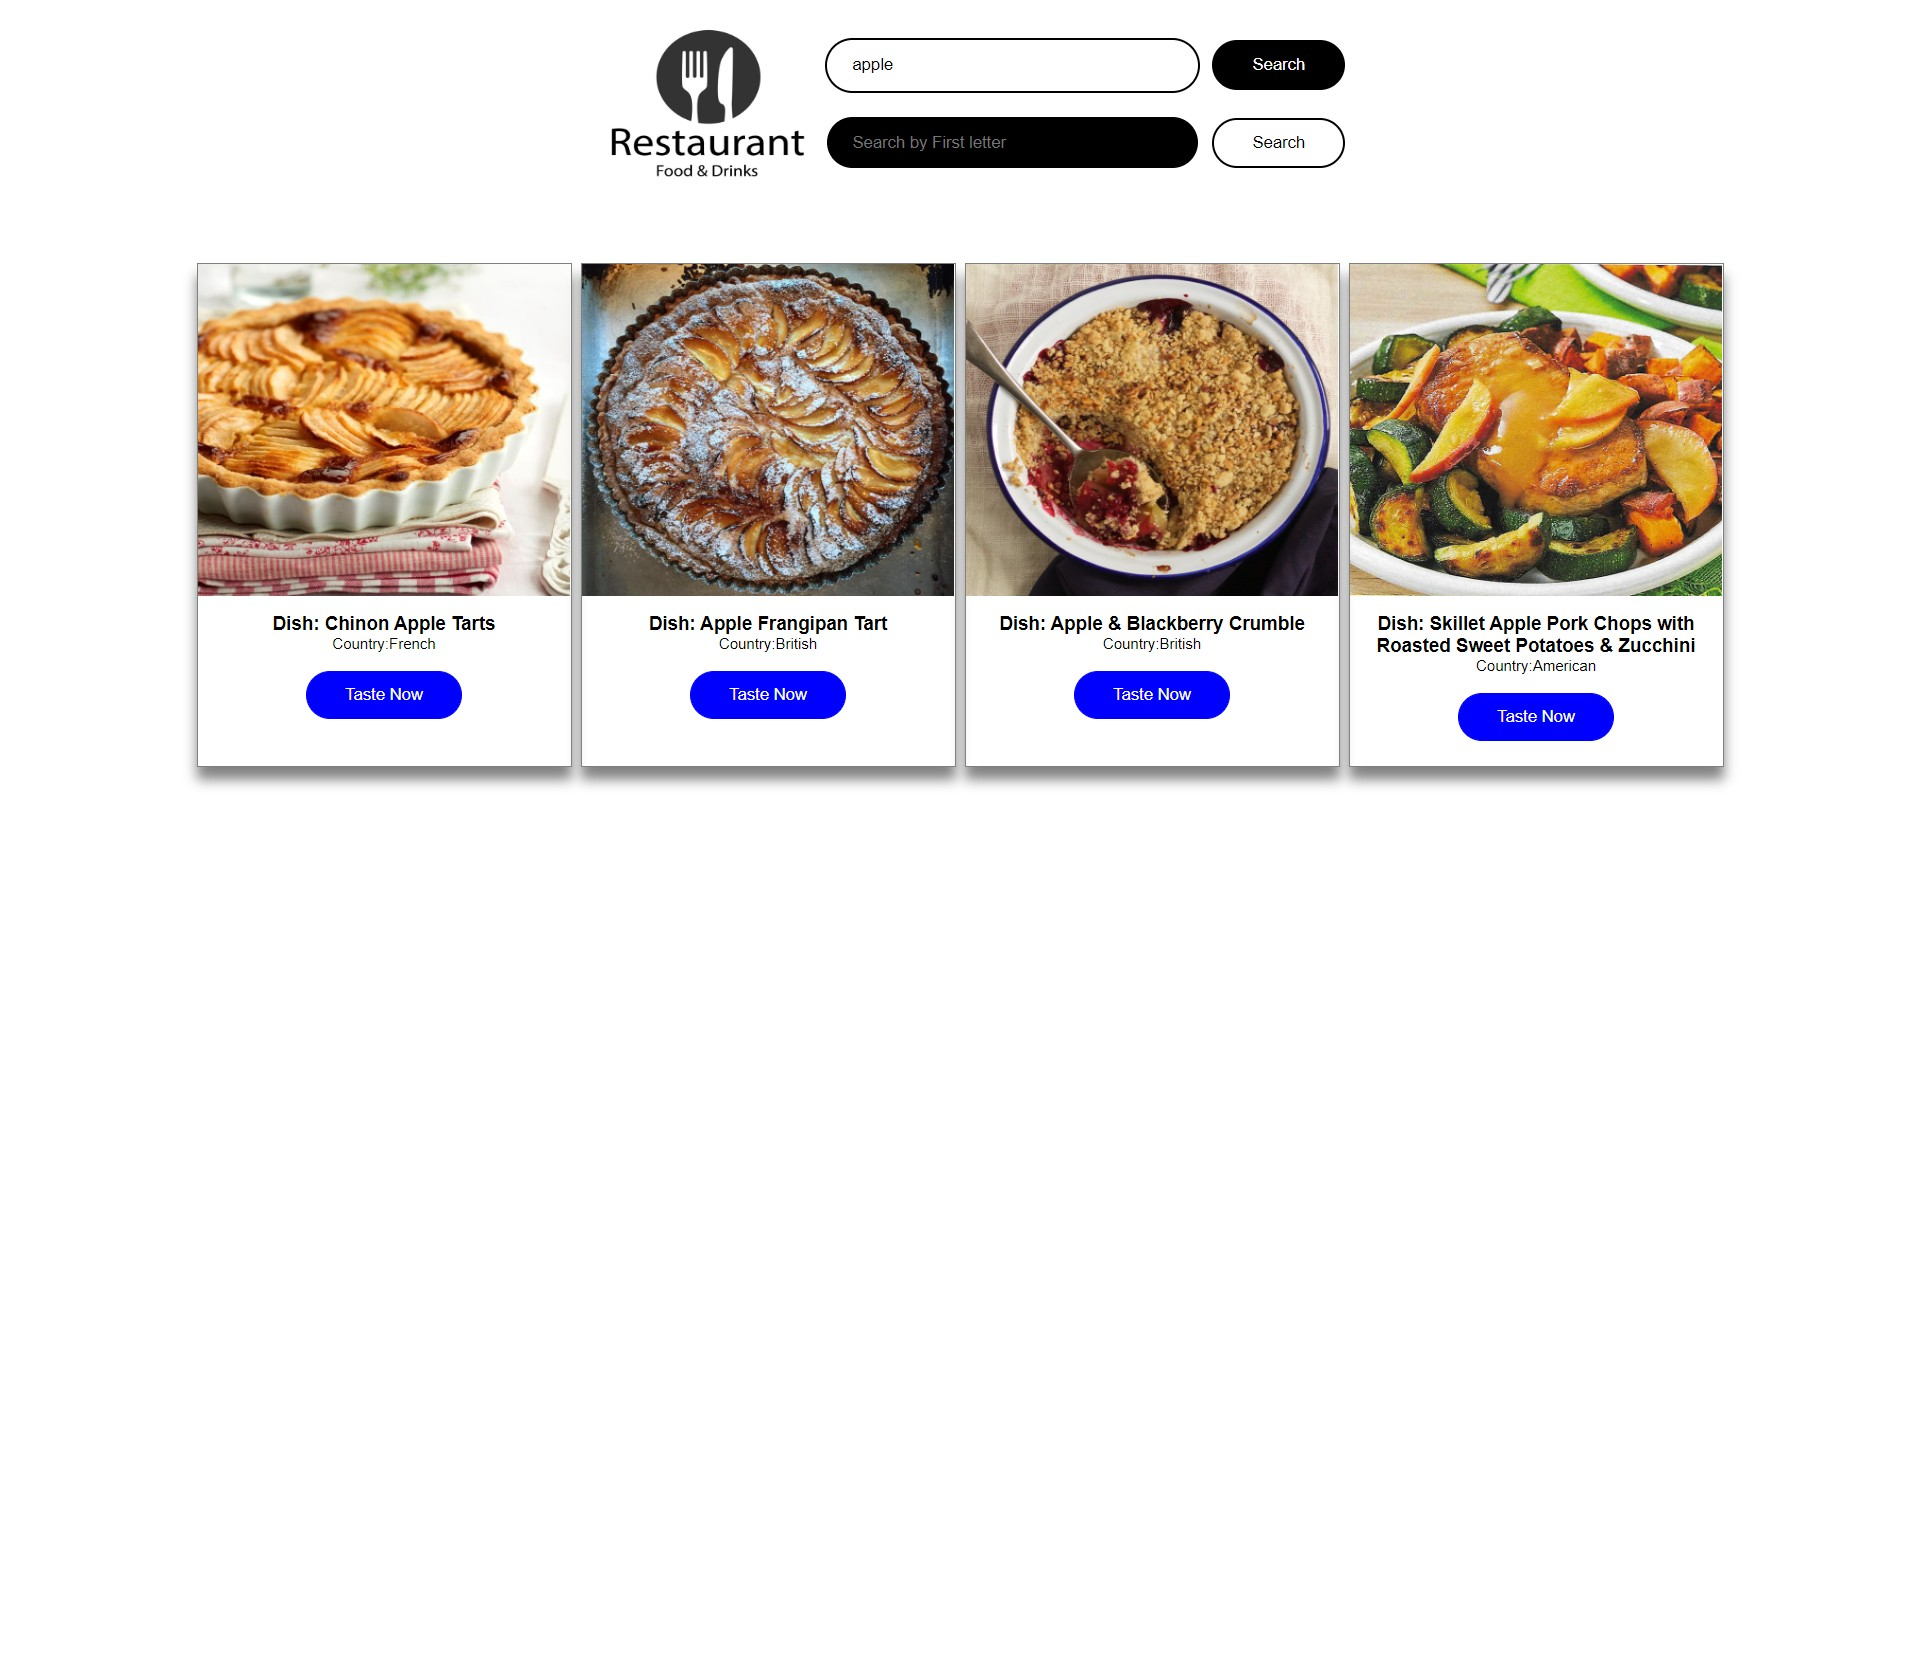 Restaurant
Food & Drinks
apple
Search
Search by First letter
Search
Dish: Chinon Apple Tarts
Country:French
Taste Now
Dish: Apple Frangipan Tart
Country:British
Taste Now
Dish: Apple & Blackberry Crumble
Country:British
Taste Now
Dish: Skillet Apple Pork Chops with
Roasted Sweet Potatoes & Zucchini
Country:American
Taste Now